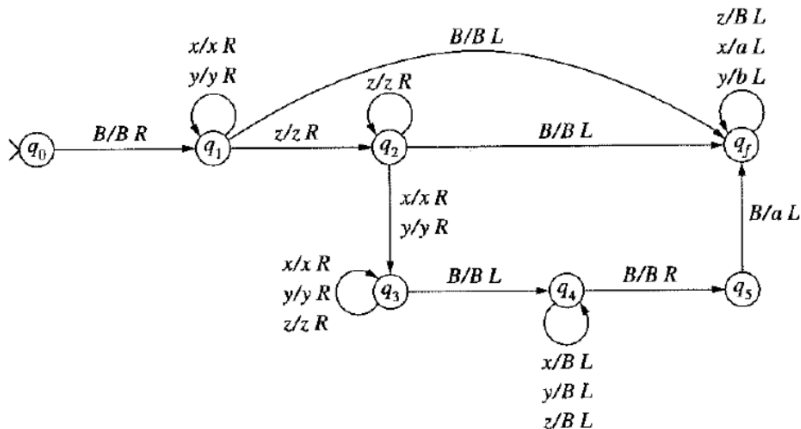 z/B L
x/x R
B/B L
x/a L
y/y R
z/z R
y/b L
q0
B/B R
q1
z/z R
q2
B/B L
qf
x/x R
y/y R
B/a L
x/x R
y/y R
z/z R
q3
B/B L
q4
B/B R
q5
x/B L
y/B L
z/B L